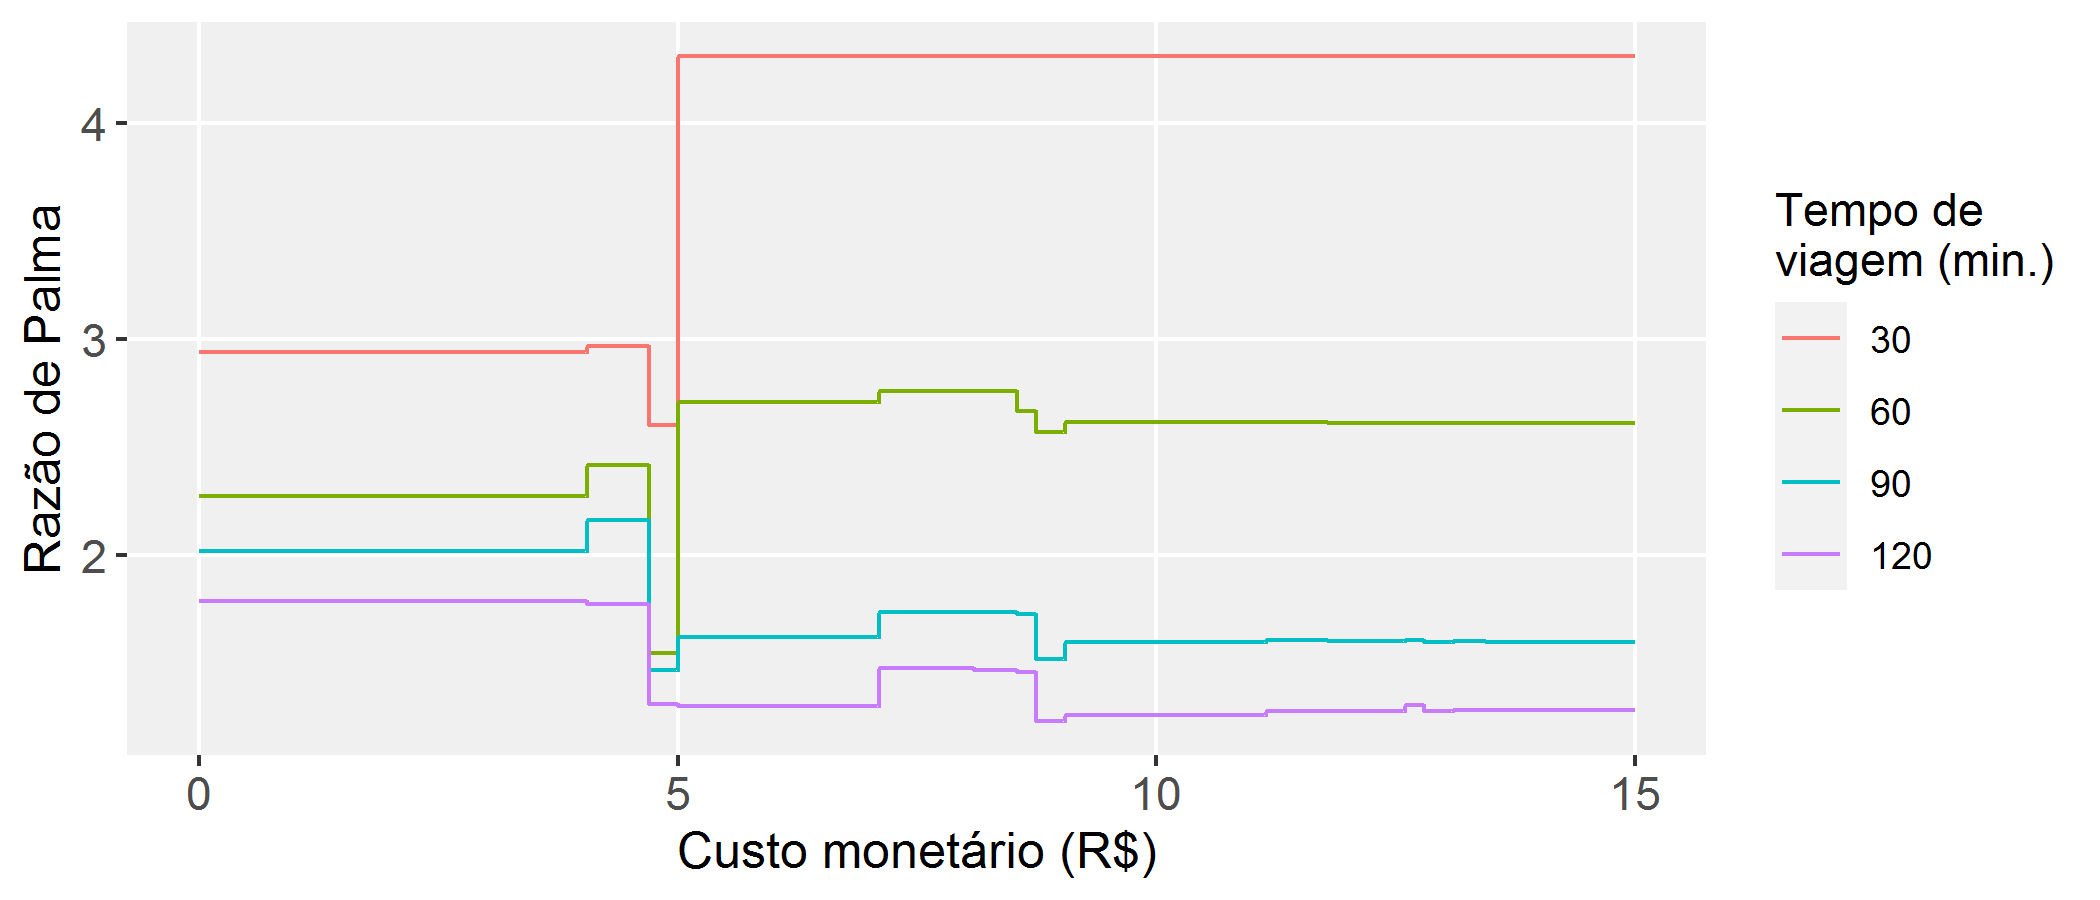 Razão de Palma
4
3
2
0 5 10 15
Custo monetário (R$)
Tempo de
viagem (min.)
30
60
90
120